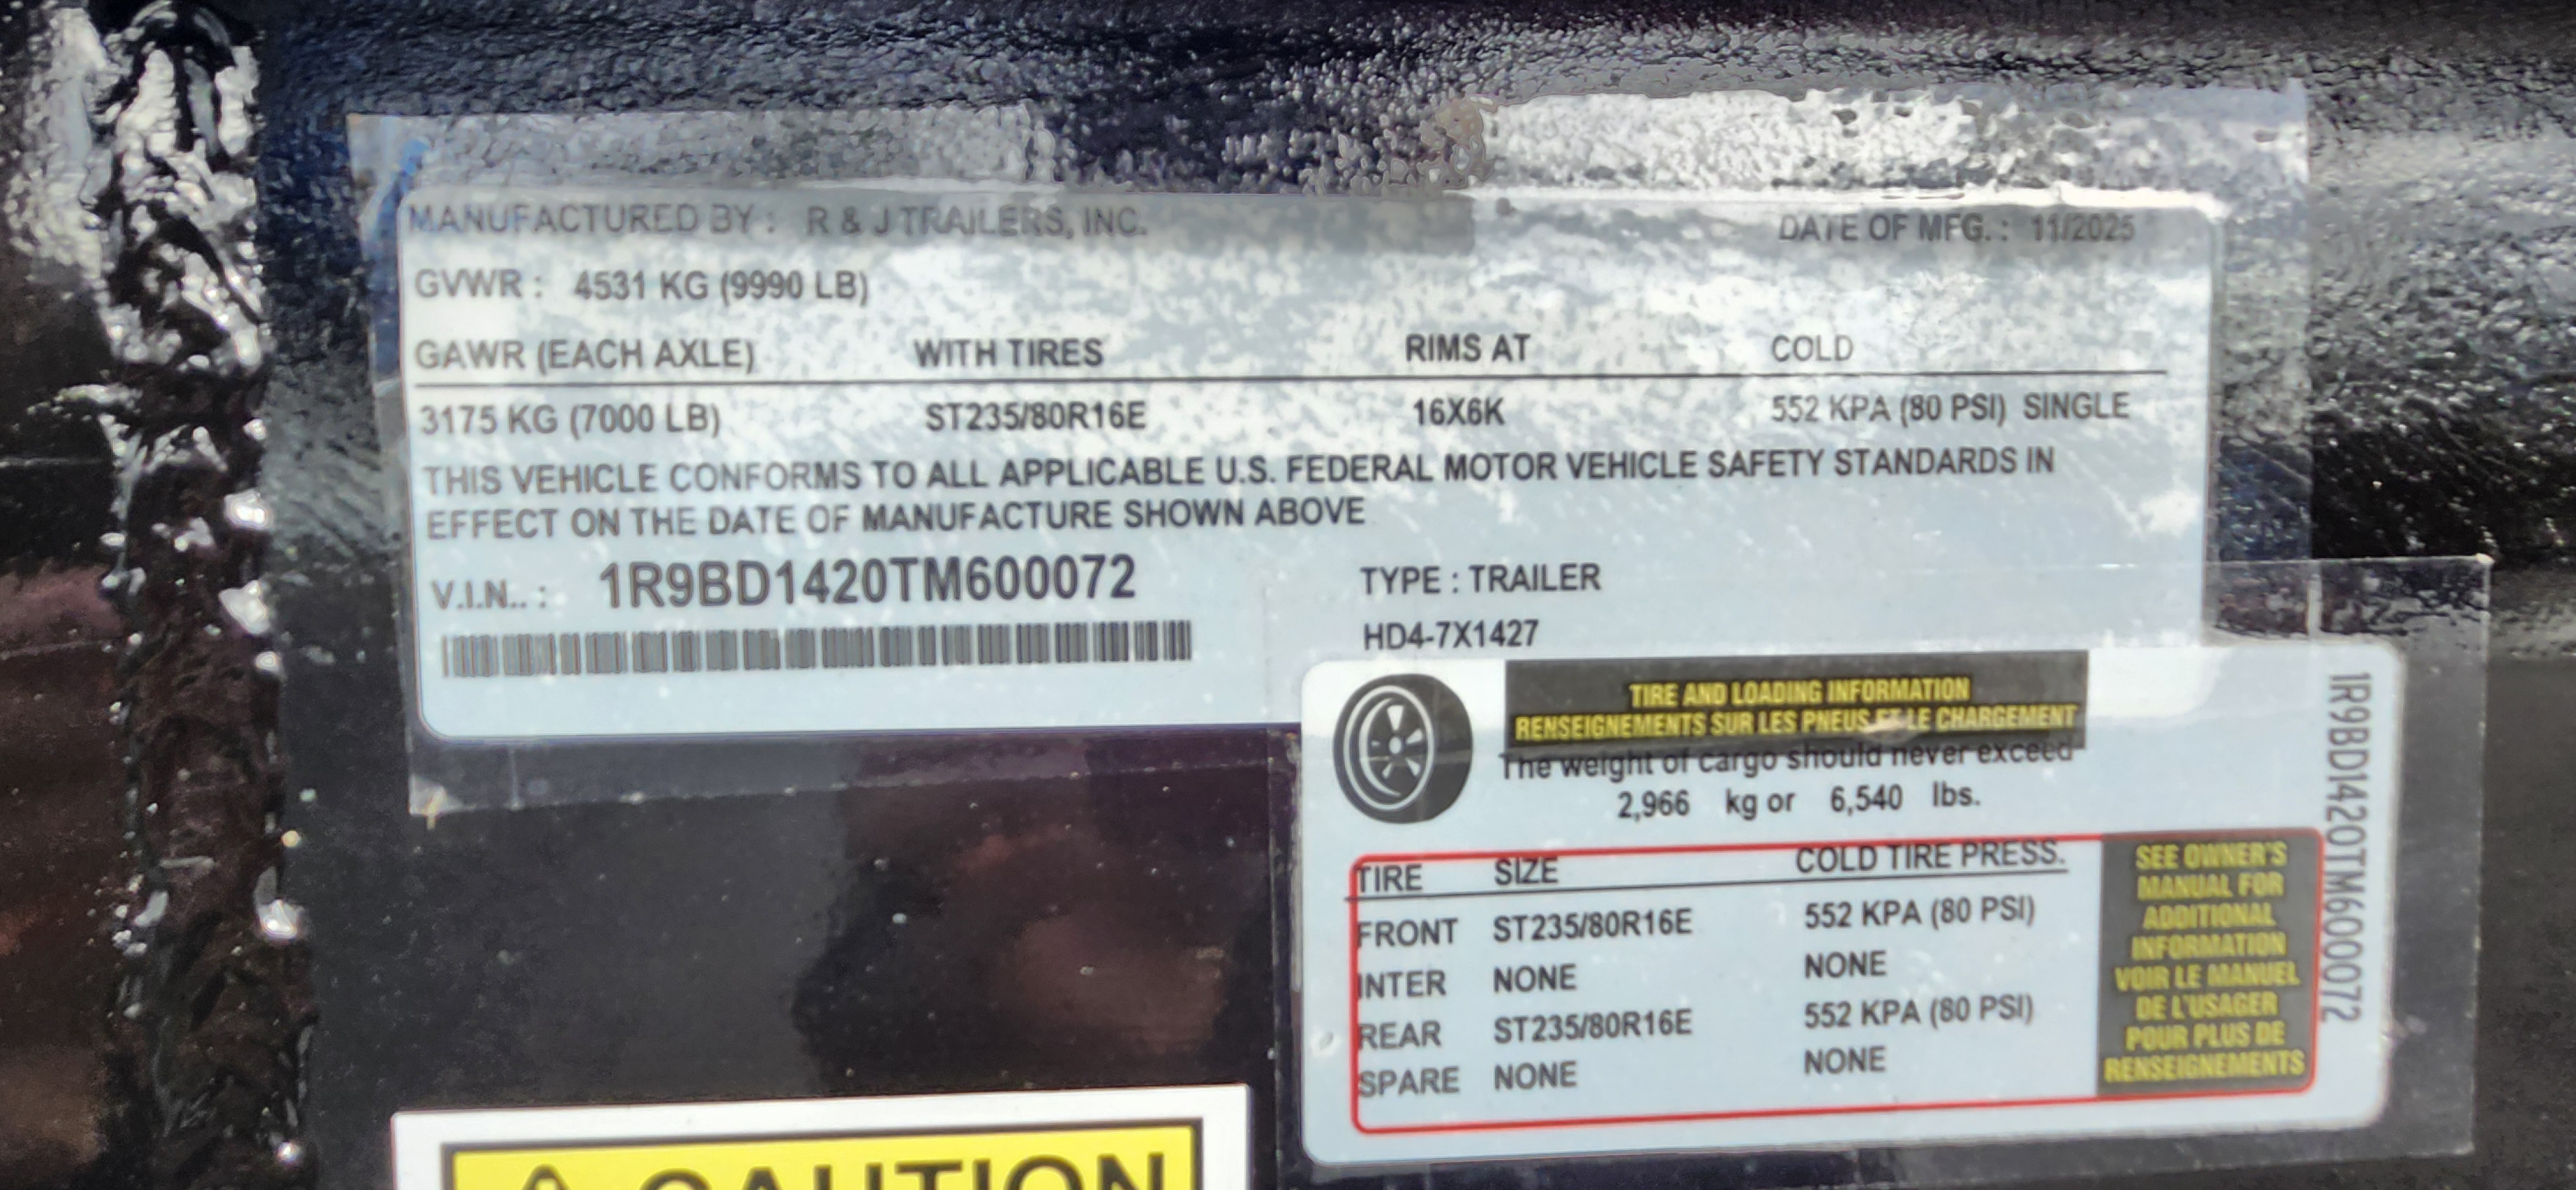 MANUFACTURED BY : R & J TRAILERS, INC. DATE OF MFG. : 11/2025
GVWR : 4531 KG (9990 LB)
GAWR (EACH AXLE) WITH TIRES RIMS AT COLD
3175 KG (7000 LB) ST235/80R16E 16X6K 552 KPA (80 PSI) SINGLE
THIS VEHICLE CONFORMS TO ALL APPLICABLE U.S. FEDERAL MOTOR VEHICLE SAFETY STANDARDS IN
EFFECT ON THE DATE OF MANUFACTURE SHOWN ABOVE
V.I.N.. : 1R9BD1420TM600072 TYPE : TRAILER
HD4-7X1427
TIRE AND LOADING INFORMATION
RENSEIGNEMENTS SUR LES PNEUS ET LE CHARGEMENT
The weight of cargo should never exceed
2,966 kg or 6,540 lbs.
TIRE SIZE COLD TIRE PRESS.
FRONT ST235/80R16E 552 KPA (80 PSI)
INTER NONE NONE
REAR ST235/80R16E 552 KPA (80 PSI)
SPARE NONE NONE
SEE OWNER'S
MANUAL FOR
ADDITIONAL
INFORMATION
VOIR LE MANUEL
DE L'USAGER
POUR PLUS DE
RENSEIGNEMENTS
1R9BD1420TM600072
CAUTION